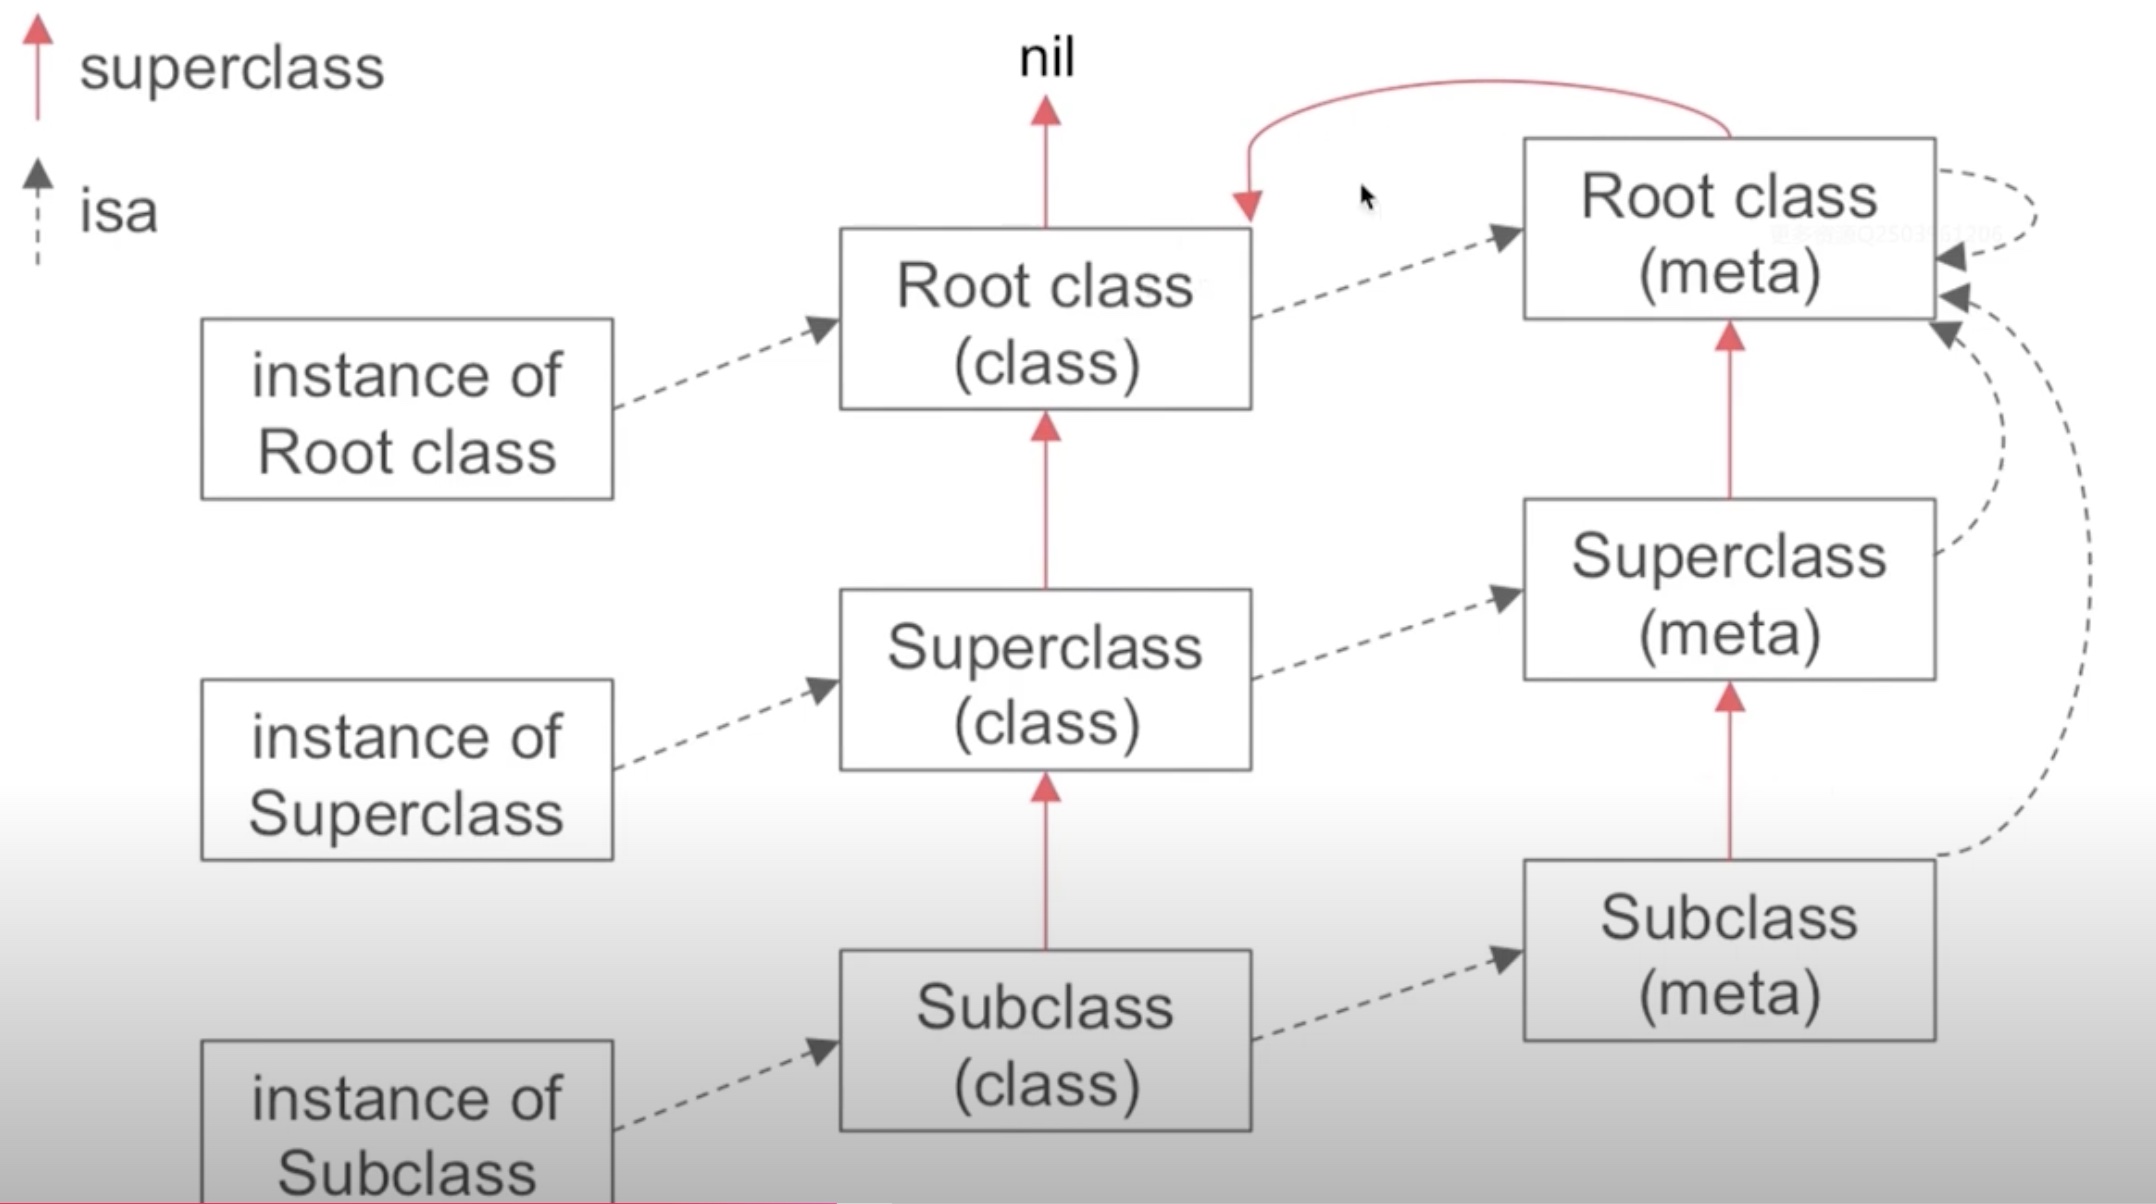 superclass
isa
nil
Root class
(meta)
Root class
(class)
instance of
Root class
Superclass
(meta)
Superclass
(class)
instance of
Superclass
Subclass
(meta)
Subclass
(class)
instance of
Subclass